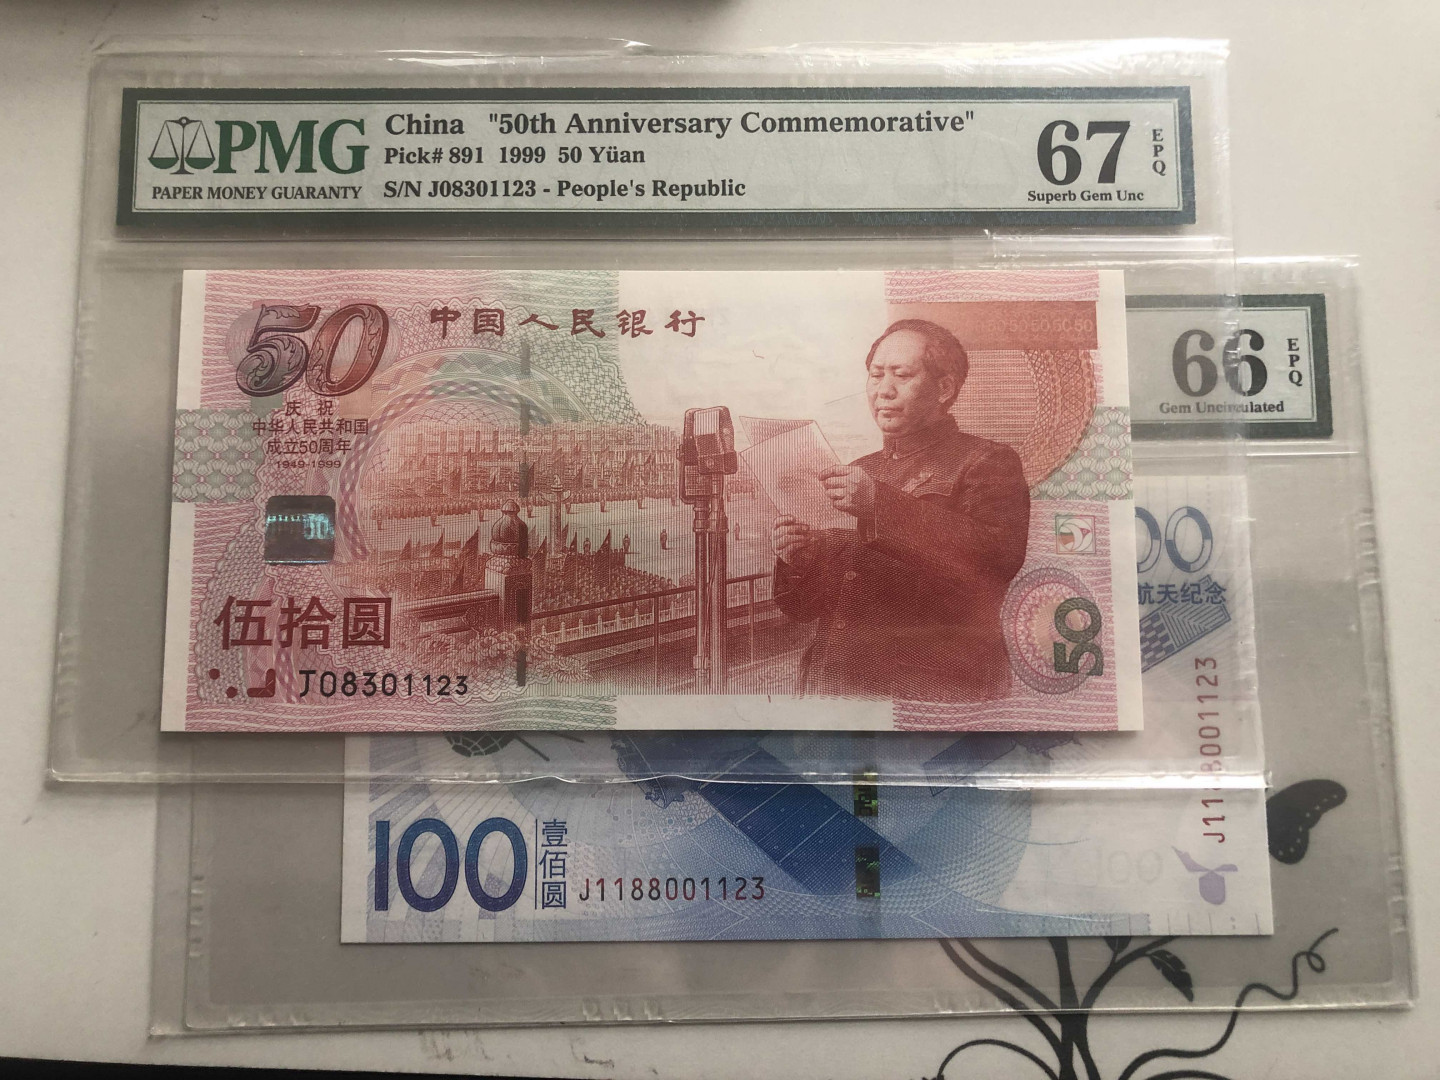 PMG
PAPER MONEY GUARANTY
China "50th Anniversary Commemorative"
Pick# 891 1999 50 Yüan
S/N J08301123 - People's Republic
67
EPQ
Superb Gem Unc
66
EPQ
Gem Uncirculated
50
中国人民银行
庆祝
中华人民共和国
成立50周年
1949-1999
伍拾圆
J08301123
50
00
航天纪念
J1188001123
100
壹佰圆
J1188001123
100